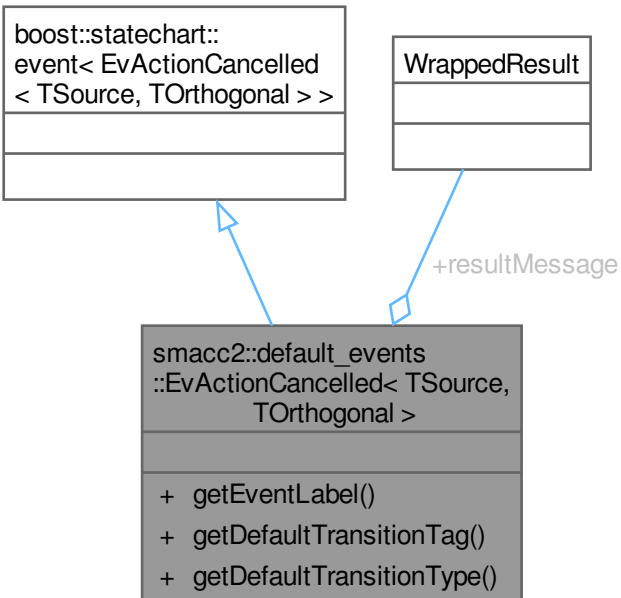 boost::statechart::
event< EvActionCancelled
< TSource, TOrthogonal > >
WrappedResult
+resultMessage
smacc2::default_events
::EvActionCancelled< TSource,
TOrthogonal >
+ getEventLabel()
+ getDefaultTransitionTag()
+ getDefaultTransitionType()